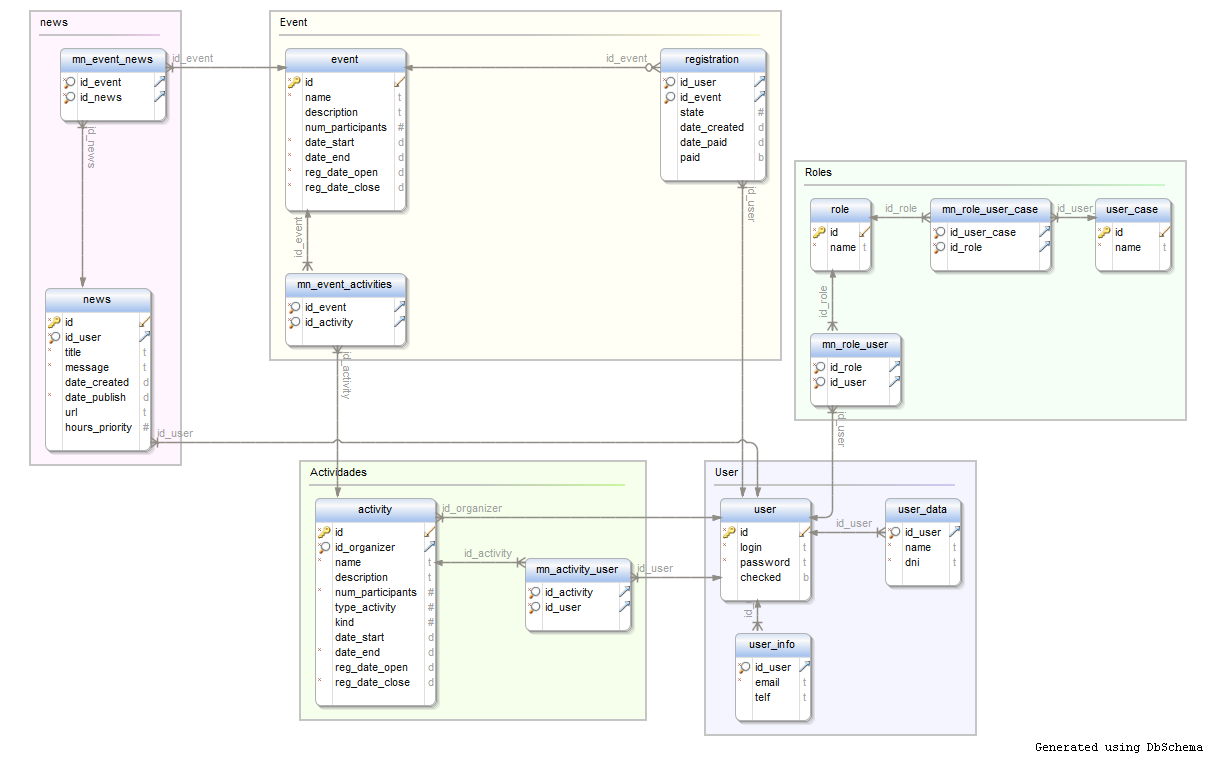 news
mn_event_news
id_event
id_news
id_event
id_news
news
id
id_user
title t
message t
date_created d
date_publish d
url t
hours_priority #
id_user
Event
event
id
name t
description t
num_participants #
date_start d
date_end d
reg_date_open d
reg_date_close d
id_event
registration
id_user
id_event
state #
date_created d
date_paid d
paid b
id_user
id_event
mn_event_activities
id_event
id_activity
id_activity
Roles
role
id
name t
id_role
mn_role_user_case
id_user_case
id_role
id_user
user_case
id
name t
id_role
mn_role_user
id_role
id_user
id_user
Actividades
activity
id
id_organizer
name t
description t
num_participants #
type_activity #
kind #
date_start d
date_end d
reg_date_open d
reg_date_close d
id_organizer
id_activity
mn_activity_user
id_activity
id_user
id_user
User
user
id
login t
password t
checked b
id_user
user_data
id_user
name t
dni t
id_
user_info
id_user
email t
telf t
Generated using DbSchema